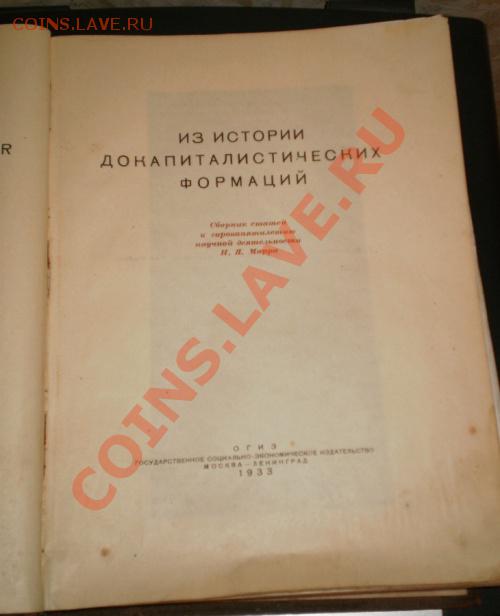 COINS.LAVE.RU
R
ИЗ ИСТОРИИ
ДОКАПИТАЛИСТИЧЕСКИХ
ФОРМАЦИЙ
Сборник статей
к сорокапятилетию
научной деятельности
Н. Я. Марра
COINS.LAVE.RU
ОГИЗ
ГОСУДАРСТВЕННОЕ СОЦИАЛЬНО-ЭКОНОМИЧЕСКОЕ ИЗДАТЕЛЬСТВО
МОСКВА — ЛЕНИНГРАД
1933